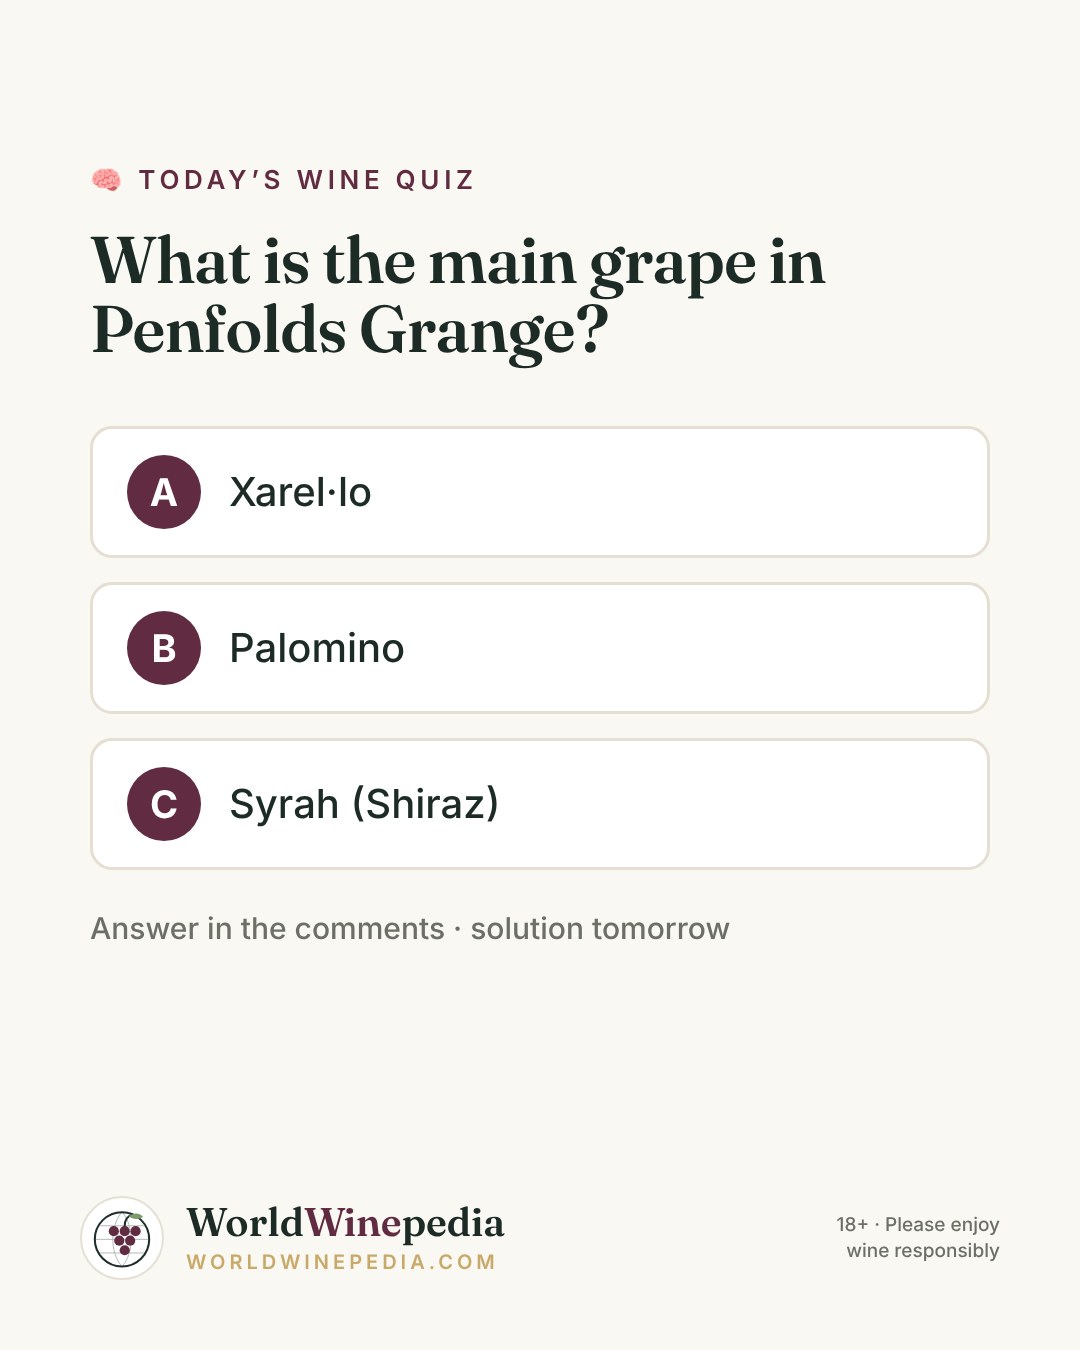 🧠 TODAY’S WINE QUIZ
What is the main grape in
Penfolds Grange?
A Xarel·lo
B Palomino
C Syrah (Shiraz)
Answer in the comments · solution tomorrow
WorldWinepedia
WORLDWINEPEDIA.COM
18+ · Please enjoy
wine responsibly